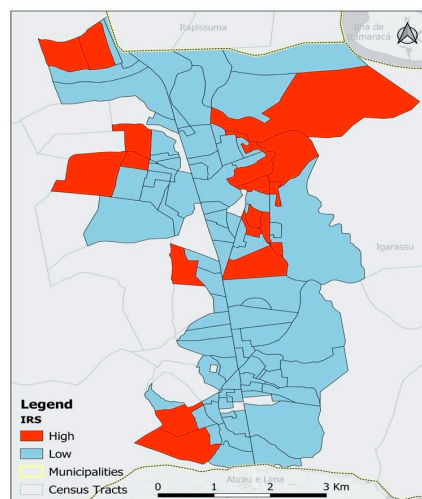 Itapissuma
Ilha de
Itamaracá
Igarassu
Legend
IRS
High
Low
Municipalities
Census Tracts
Abreu e Lima
0 1 2 3 Km